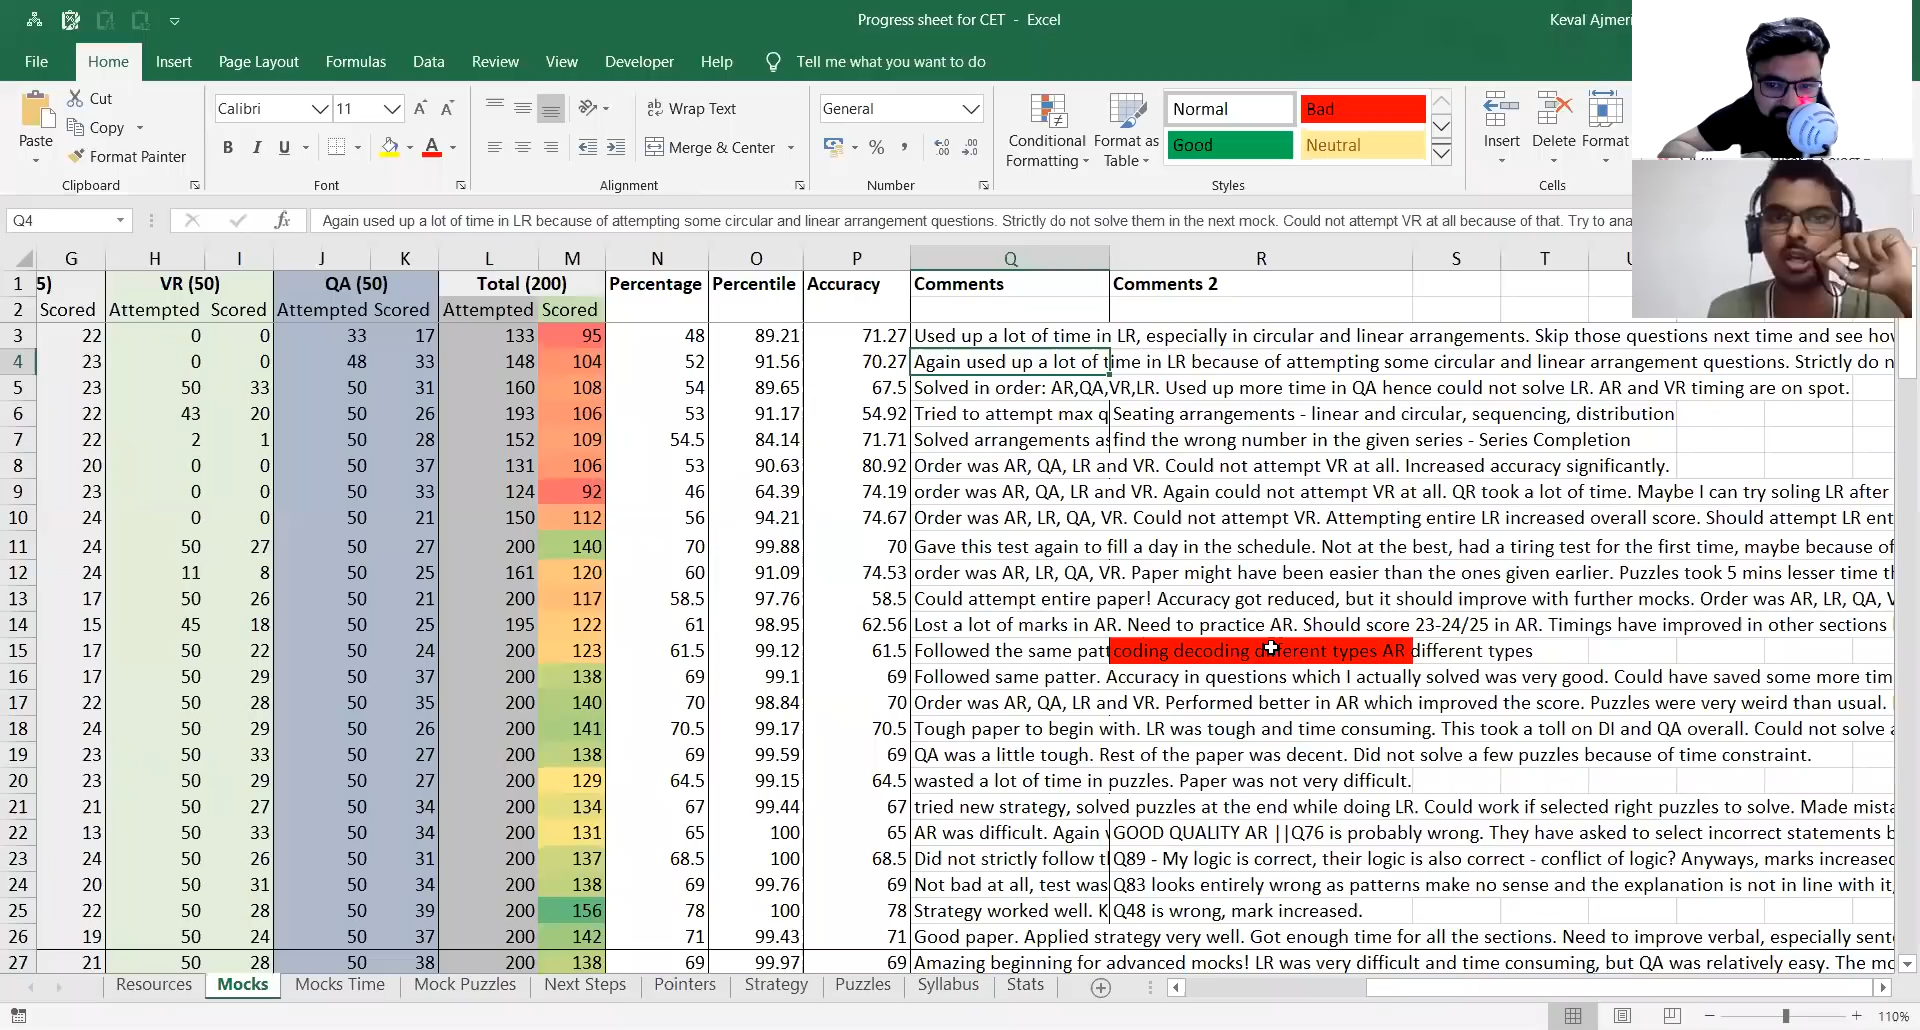 Progress sheet for CET - Excel
Keval Ajmeri
File Home Insert Page Layout Formulas Data Review View Developer Help Tell me what you want to do
Cut
Copy
Format Painter
Paste
Clipboard
Calibri 11
B I U
Font
Wrap Text
Merge & Center
Alignment
General
Number
Conditional Formatting
Format as Table
Normal Bad
Good Neutral
Styles
Insert Delete Format
Cells
Q4 fx Again used up a lot of time in LR because of attempting some circular and linear arrangement questions. Strictly do not solve them in the next mock. Could not attempt VR at all because of that. Try to ana
G H I J K L M N O P Q R S T
1 5) VR (50) QA (50) Total (200) Percentage Percentile Accuracy Comments Comments 2
2 Scored Attempted Scored Attempted Scored Attempted Scored
3 22 0 0 33 17 133 95 48 89.21 71.27 Used up a lot of time in LR, especially in circular and linear arrangements. Skip those questions next time and see how
4 23 0 0 48 33 148 104 52 91.56 70.27 Again used up a lot of time in LR because of attempting some circular and linear arrangement questions. Strictly do n
5 23 50 33 50 31 160 108 54 89.65 67.5 Solved in order: AR,QA,VR,LR. Used up more time in QA hence could not solve LR. AR and VR timing are on spot.
6 22 43 20 50 26 193 106 53 91.17 54.92 Tried to attempt max q Seating arrangements - linear and circular, sequencing, distribution
7 22 2 1 50 28 152 109 54.5 84.14 71.71 Solved arrangements as find the wrong number in the given series - Series Completion
8 20 0 0 50 37 131 106 53 90.63 80.92 Order was AR, QA, LR and VR. Could not attempt VR at all. Increased accuracy significantly.
9 23 0 0 50 33 124 92 46 64.39 74.19 order was AR, QA, LR and VR. Again could not attempt VR at all. QR took a lot of time. Maybe I can try soling LR after
10 24 0 0 50 21 150 112 56 94.21 74.67 Order was AR, LR, QA, VR. Could not attempt VR. Attempting entire LR increased overall score. Should attempt LR ent
11 24 50 27 50 27 200 140 70 99.88 70 Gave this test again to fill a day in the schedule. Not at the best, had a tiring test for the first time, maybe because of
12 24 11 8 50 25 161 120 60 91.09 74.53 order was AR, LR, QA, VR. Paper might have been easier than the ones given earlier. Puzzles took 5 mins lesser time th
13 17 50 26 50 21 200 117 58.5 97.76 58.5 Could attempt entire paper! Accuracy got reduced, but it should improve with further mocks. Order was AR, LR, QA, V
14 15 45 18 50 25 195 122 61 98.95 62.56 Lost a lot of marks in AR. Need to practice AR. Should score 23-24/25 in AR. Timings have improved in other sections
15 17 50 22 50 24 200 123 61.5 99.12 61.5 Followed the same patt coding decoding different types AR different types
16 17 50 29 50 28 200 138 69 99.1 69 Followed same patter. Accuracy in questions which I actually solved was very good. Could have saved some more tim
17 22 50 28 50 35 200 140 70 98.84 70 Order was AR, QA, LR and VR. Performed better in AR which improved the score. Puzzles were very weird than usual.
18 24 50 29 50 26 200 141 70.5 99.17 70.5 Tough paper to begin with. LR was tough and time consuming. This took a toll on DI and QA overall. Could not solve a
19 23 50 33 50 27 200 138 69 99.59 69 QA was a little tough. Rest of the paper was decent. Did not solve a few puzzles because of time constraint.
20 23 50 29 50 27 200 129 64.5 99.15 64.5 wasted a lot of time in puzzles. Paper was not very difficult.
21 21 50 27 50 34 200 134 67 99.44 67 tried new strategy, solved puzzles at the end while doing LR. Could work if selected right puzzles to solve. Made mista
22 13 50 33 50 34 200 131 65 100 65 AR was difficult. Again GOOD QUALITY AR ||Q76 is probably wrong. They have asked to select incorrect statements b
23 24 50 26 50 31 200 137 68.5 100 68.5 Did not strictly follow t Q89 - My logic is correct, their logic is also correct - conflict of logic? Anyways, marks increased
24 20 50 31 50 34 200 138 69 99.76 69 Not bad at all, test was Q83 looks entirely wrong as patterns make no sense and the explanation is not in line with it,
25 22 50 28 50 39 200 156 78 100 78 Strategy worked well. K Q48 is wrong, mark increased.
26 19 50 24 50 37 200 142 71 99.43 71 Good paper. Applied strategy very well. Got enough time for all the sections. Need to improve verbal, especially sent
27 21 50 28 50 38 200 138 69 99.97 69 Amazing beginning for advanced mocks! LR was very difficult and time consuming, but QA was relatively easy. The mo
Resources Mocks Mocks Time Mock Puzzles Next Steps Pointers Strategy Puzzles Syllabus Stats
110%